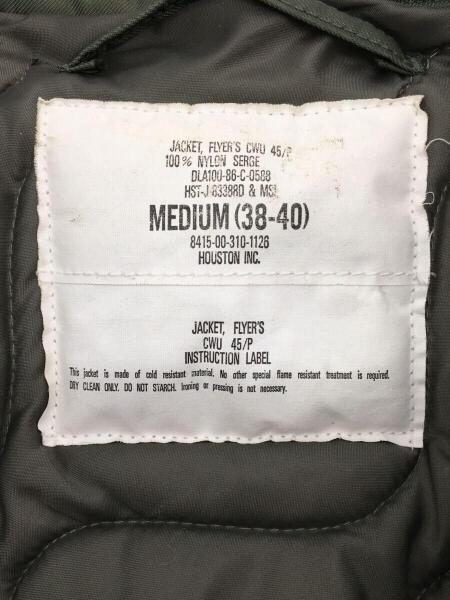 JACKET, FLYER'S CWU 45/P
100% NYLON SERGE
DLA100-86-C-0588
HST-J 83388D & MSI
MEDIUM (38-40)
8415-00-310-1126
HOUSTON INC.
JACKET, FLYER'S
CWU 45/P
INSTRUCTION LABEL
This jacket is made of cold resistant material. No other special flame resistant treatment is required.
DRY CLEAN ONLY. DO NOT STARCH. Ironing or pressing is not necessary.